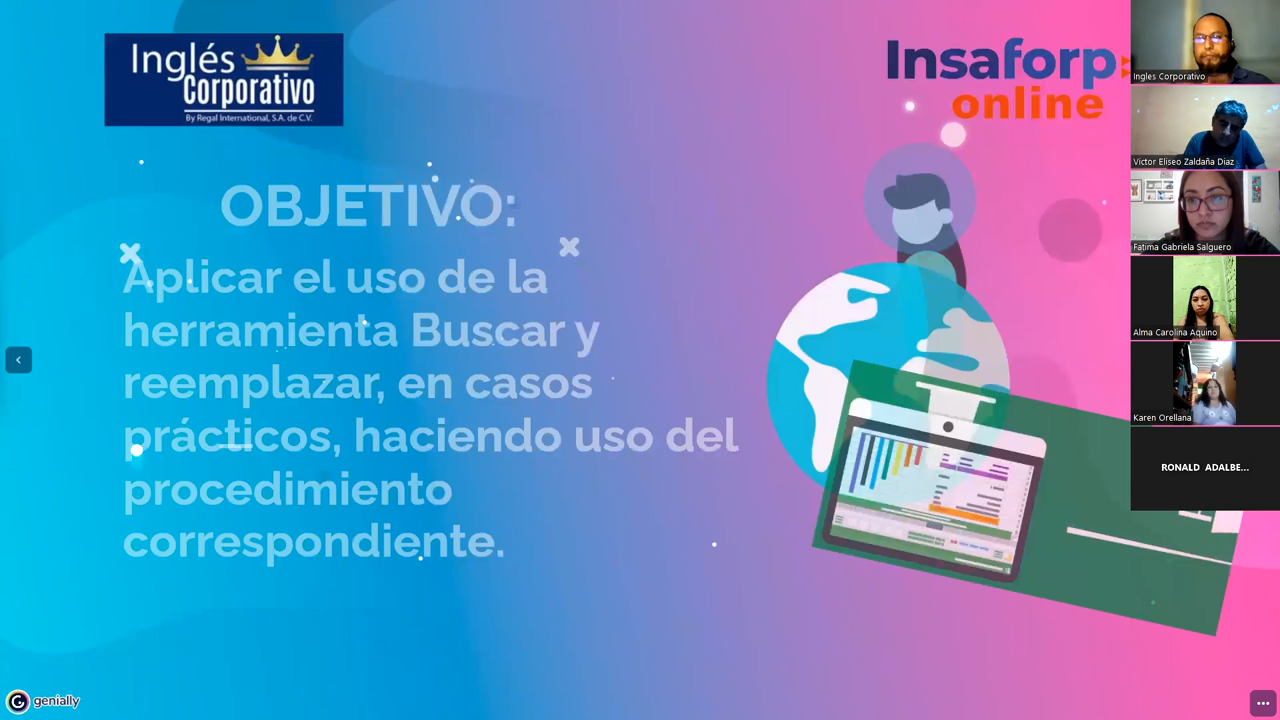 Inglés
Corporativo
By Regal International, S.A. de C.V.
Insaforp
online
OBJETIVO:
Aplicar el uso de la
herramienta Buscar y
reemplazar, en casos
prácticos, haciendo uso del
procedimiento
correspondiente.
Ingles Corporativo
Victor Eliseo Zaldaña Diaz
Fatima Gabriela Salguero
Alma Carolina Aquino
Karen Orellana
RONALD ADALBE...
genially